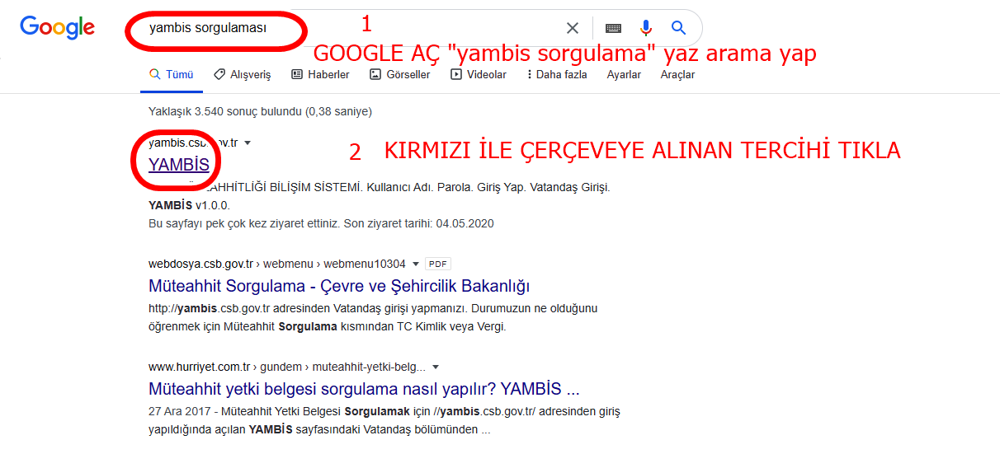 Google
yambis sorgulaması
1
GOOGLE AÇ "yambis sorgulama" yaz arama yap
Tümü Alışveriş Haberler Görseller Videolar Daha fazla Ayarlar Araçlar
Yaklaşık 3.540 sonuç bulundu (0,38 saniye)
yambis.csb.gov.tr
YAMBİS
2 KIRMIZI İLE ÇERÇEVEYE ALINAN TERCİHİ TIKLA
BİLİŞİM SİSTEMİ. Kullanıcı Adı. Parola. Giriş Yap. Vatandaş Girişi.
YAMBİS v1.0.0.
Bu sayfayı pek çok kez ziyaret ettiniz. Son ziyaret tarihi: 04.05.2020
webdosya.csb.gov.tr › webmenu › webmenu10304 PDF
Müteahhit Sorgulama - Çevre ve Şehircilik Bakanlığı
http://yambis.csb.gov.tr adresinden Vatandaş girişi yapmanızı. Durumuzun ne olduğunu
öğrenmek için Müteahhit Sorgulama kısmından TC Kimlik veya Vergi.
www.hurriyet.com.tr › gundem › muteahhit-yetki-belg...
Müteahhit yetki belgesi sorgulama nasıl yapılır? YAMBİS ...
27 Ara 2017 - Müteahhit Yetki Belgesi Sorgulamak için //yambis.csb.gov.tr/ adresinden giriş
yapıldığında açılan YAMBİS sayfasındaki Vatandaş bölümünden ...